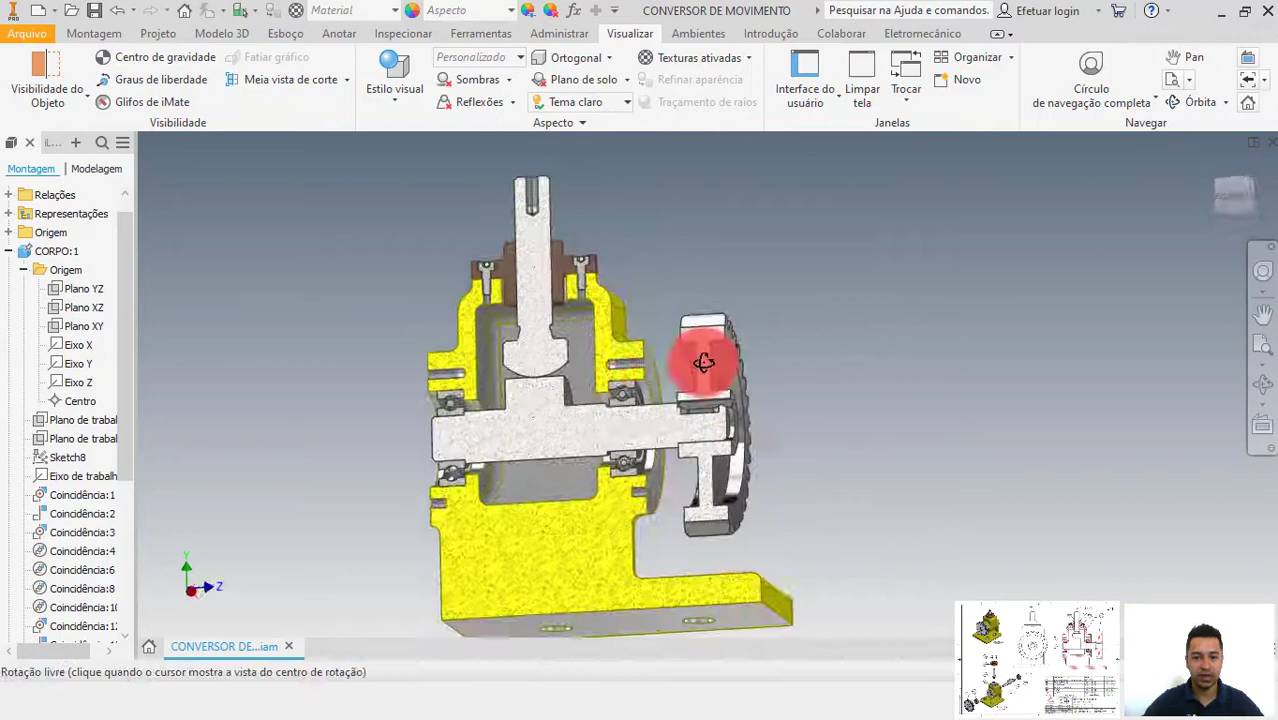 PRO
Material
Aspecto
fx
CONVERSOR DE MOVIMENTO
Pesquisar na Ajuda e comandos.
Efetuar login
Arquivo
Montagem
Projeto
Modelo 3D
Esboço
Anotar
Inspecionar
Ferramentas
Administrar
Visualizar
Ambientes
Introdução
Colaborar
Eletromecânico
Visibilidade do
Objeto
Centro de gravidade
Graus de liberdade
Glifos de iMate
Fatiar gráfico
Meia vista de corte
Visibilidade
Estilo visual
Personalizado
Sombras
Reflexões
Ortogonal
Plano de solo
Tema claro
Texturas ativadas
Refinar aparência
Traçamento de raios
Aspecto
Interface do
usuário
Limpar
tela
Trocar
Organizar
Novo
Janelas
Círculo
de navegação completa
Pan
Órbita
Navegar
iL...
Montagem
Modelagem
Relações
Representações
Origem
CORPO:1
Origem
Plano YZ
Plano XZ
Plano XY
Eixo X
Eixo Y
Eixo Z
Centro
Plano de trabal
Plano de trabal
Sketch8
Eixo de trabalh
Coincidência:1
Coincidência:2
Coincidência:3
Coincidência:4
Coincidência:6
Coincidência:8
Coincidência:10
Coincidência:12
Y
Z
CONVERSOR DE...iam
Rotação livre (clique quando o cursor mostra a vista do centro de rotação)